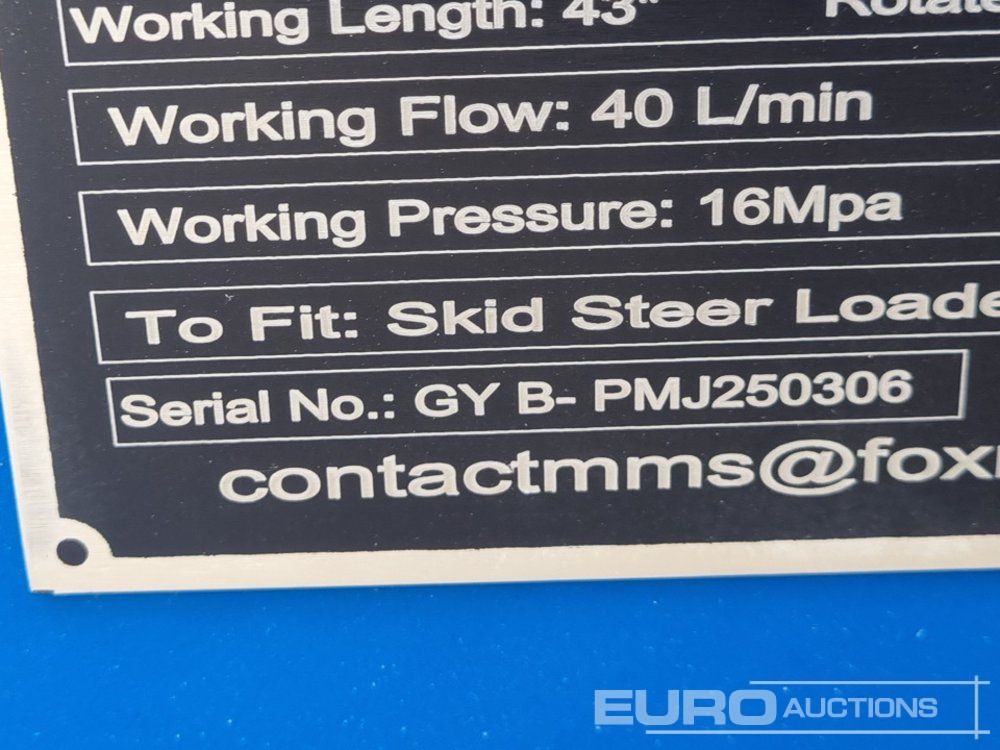 Working Length: 43"
Working Flow: 40 L/min
Working Pressure: 16Mpa
To Fit: Skid Steer Loade
Serial No.: GY B- PMJ250306
contactmms@fox
EURO AUCTIONS